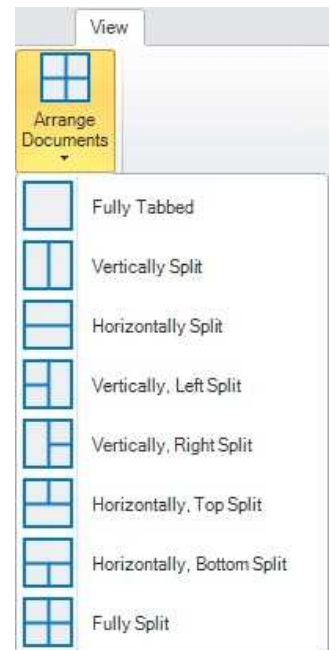 View
Arrange
Documents
Fully Tabbed
Vertically Split
Horizontally Split
Vertically, Left Split
Vertically, Right Split
Horizontally, Top Split
Horizontally, Bottom Split
Fully Split